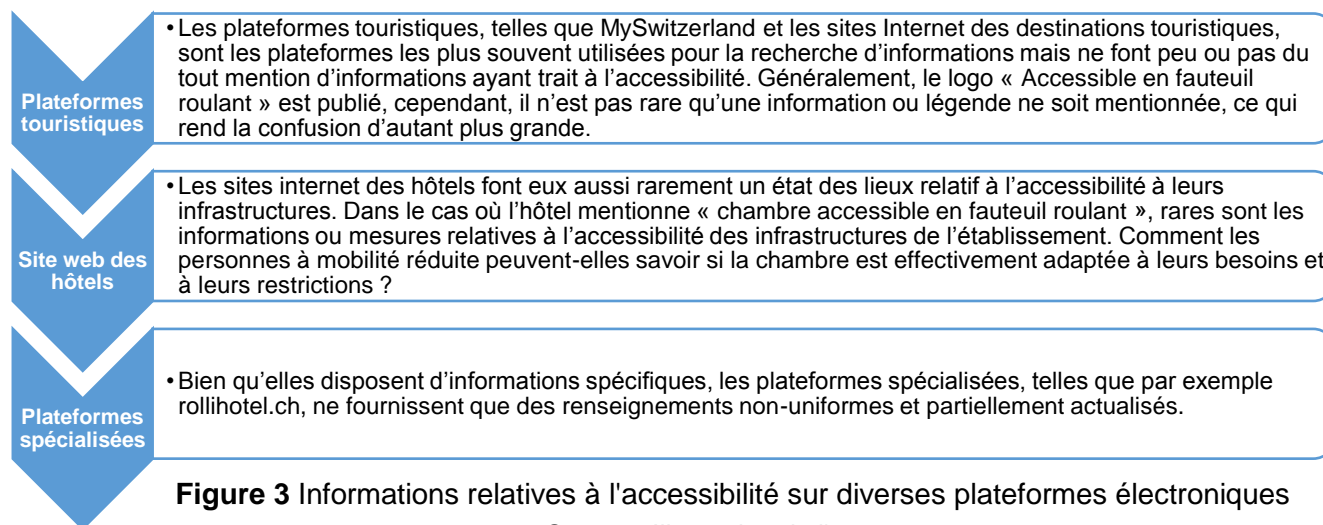 Plateformes
touristiques
•Les plateformes touristiques, telles que MySwitzerland et les sites Internet des destinations touristiques,
sont les plateformes les plus souvent utilisées pour la recherche d’informations mais ne font peu ou pas du
tout mention d’informations ayant trait à l’accessibilité. Généralement, le logo « Accessible en fauteuil
roulant » est publié, cependant, il n’est pas rare qu’une information ou légende ne soit mentionnée, ce qui
rend la confusion d’autant plus grande.
Site web des
hôtels
•Les sites internet des hôtels font eux aussi rarement un état des lieux relatif à l’accessibilité à leurs
infrastructures. Dans le cas où l’hôtel mentionne « chambre accessible en fauteuil roulant », rares sont les
informations ou mesures relatives à l’accessibilité des infrastructures de l’établissement. Comment les
personnes à mobilité réduite peuvent-elles savoir si la chambre est effectivement adaptée à leurs besoins et
à leurs restrictions ?
Plateformes
spécialisées
•Bien qu’elles disposent d’informations spécifiques, les plateformes spécialisées, telles que par exemple
rollihotel.ch, ne fournissent que des renseignements non-uniformes et partiellement actualisés.
Figure 3 Informations relatives à l'accessibilité sur diverses plateformes électroniques